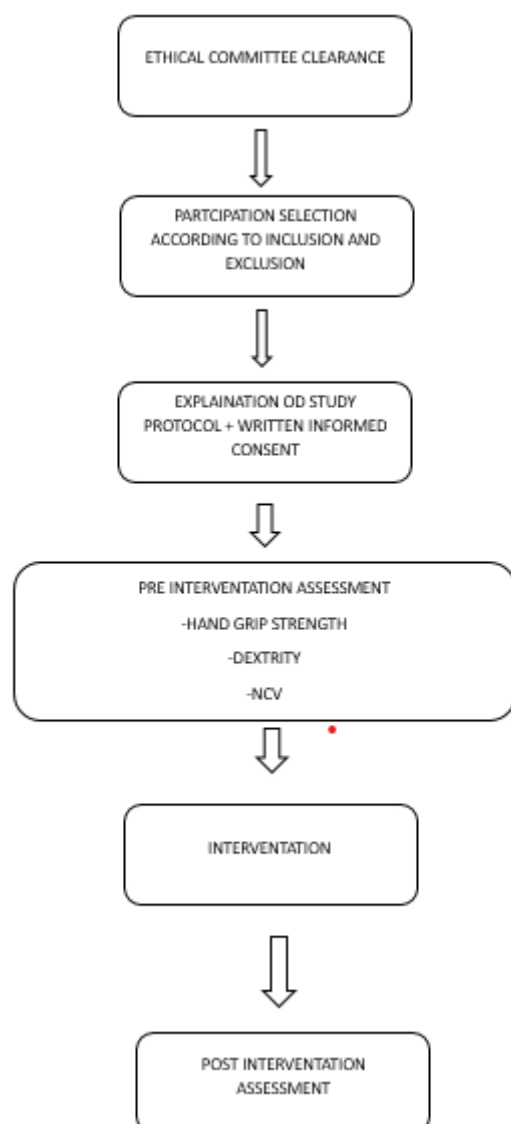 ETHICAL COMMITTEE CLEARANCE
PARTCIPATION SELECTION
ACCORDING TO INCLUSION AND
EXCLUSION
EXPLAINATION OD STUDY
PROTOCOL + WRITTEN INFORMED
CONSENT
PRE INTERVENTATION ASSESSMENT
-HAND GRIP STRENGTH
-DEXTRITY
-NCV
INTERVENTATION
POST INTERVENTATION
ASSESSMENT